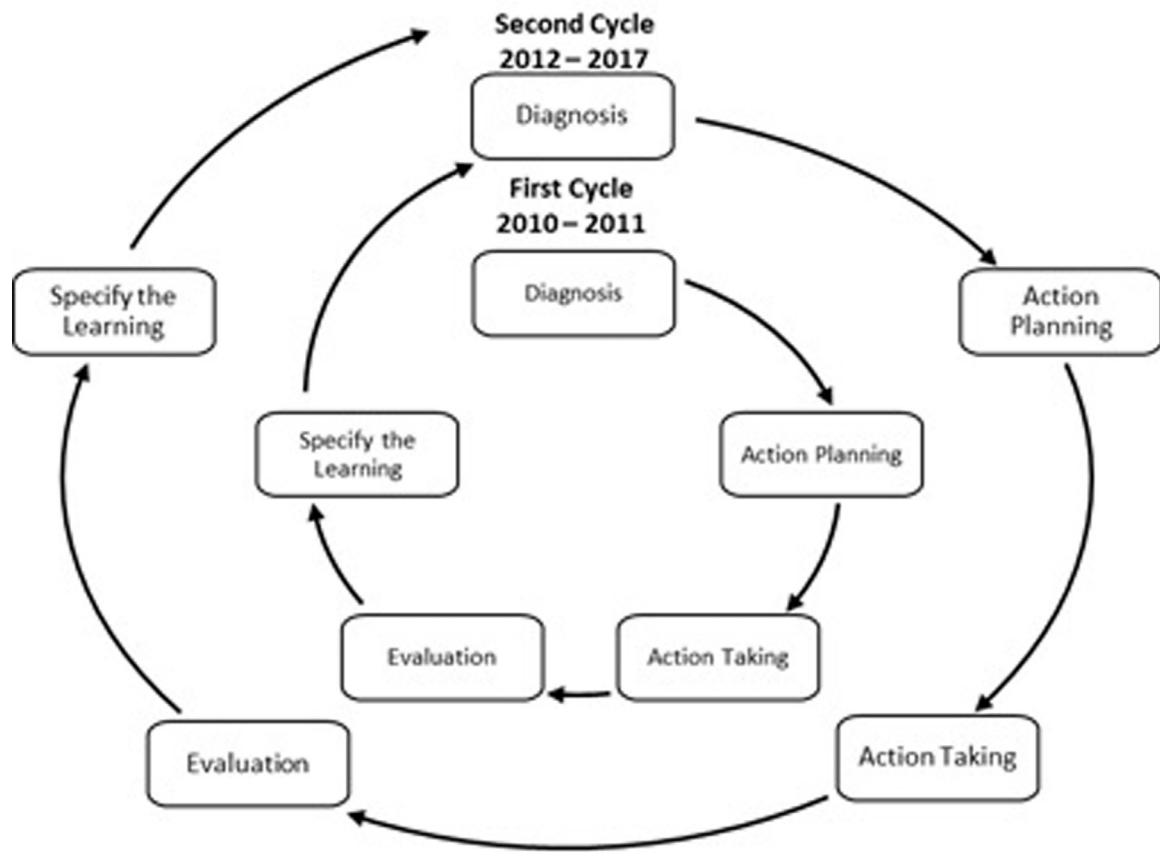 Second Cycle
2012 – 2017
Diagnosis
First Cycle
2010 – 2011
Diagnosis
Specify the
Learning
Action
Planning
Specify the
Learning
Action Planning
Evaluation
Action Taking
Evaluation
Action Taking